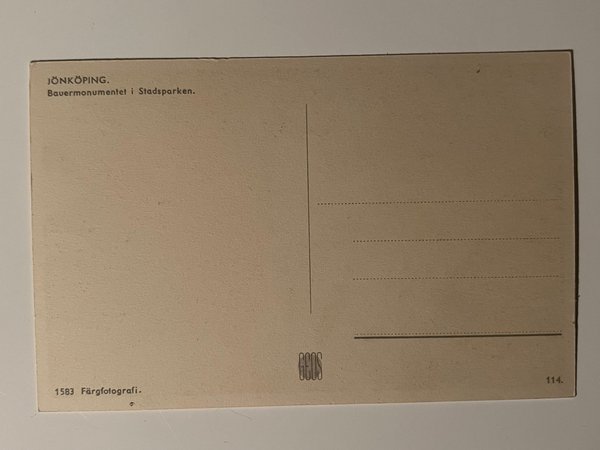 JÖNKÖPING.
Bauermonumentet i Stadsparken.
1583 Färgfotografi.
114.